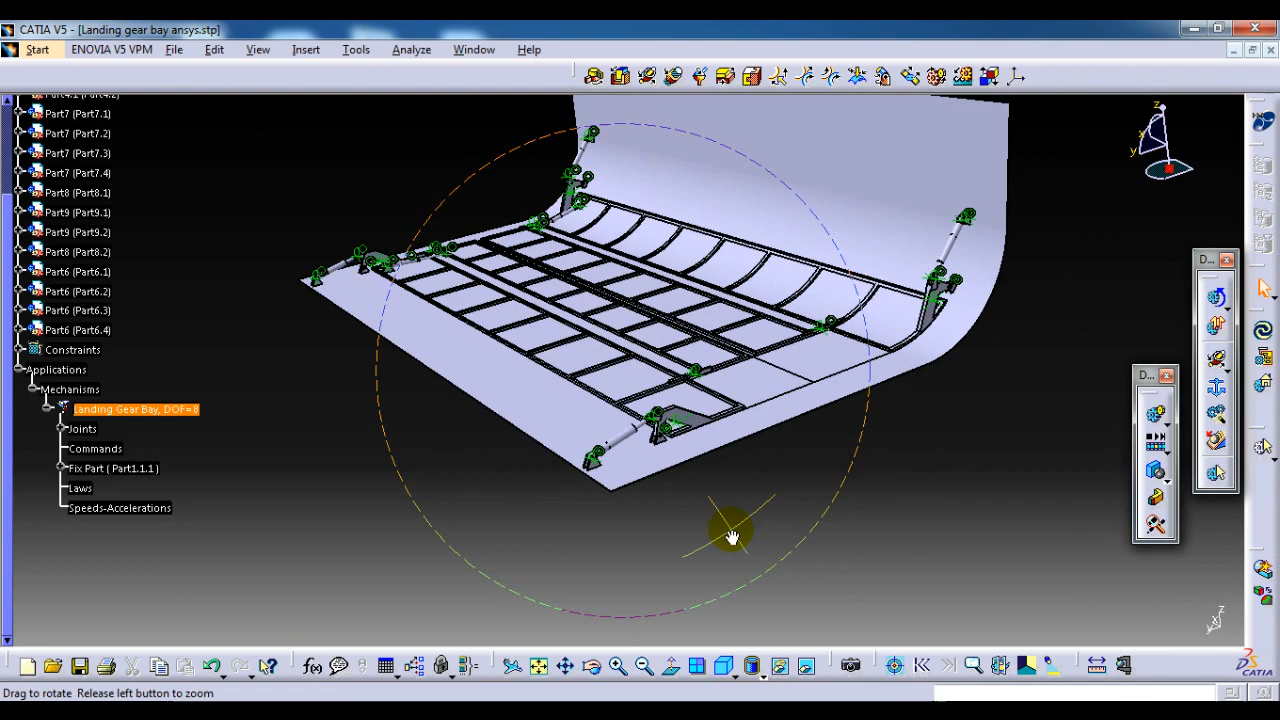 CATIA V5 - [Landing gear bay ansys.stp]
Start ENOVIA V5 VPM File Edit View Insert Tools Analyze Window Help
Part7 (Part7.1)
Part7 (Part7.2)
Part7 (Part7.3)
Part7 (Part7.4)
Part8 (Part8.1)
Part9 (Part9.1)
Part9 (Part9.2)
Part8 (Part8.2)
Part6 (Part6.1)
Part6 (Part6.2)
Part6 (Part6.3)
Part6 (Part6.4)
Constraints
Applications
Mechanisms
Landing Gear Bay, DOF=8
Joints
Commands
Fix Part ( Part1.1.1 )
Laws
Speeds-Accelerations
z
x
y
D...
D...
z
x
y
f(x)
CATIA
Drag to rotate Release left button to zoom